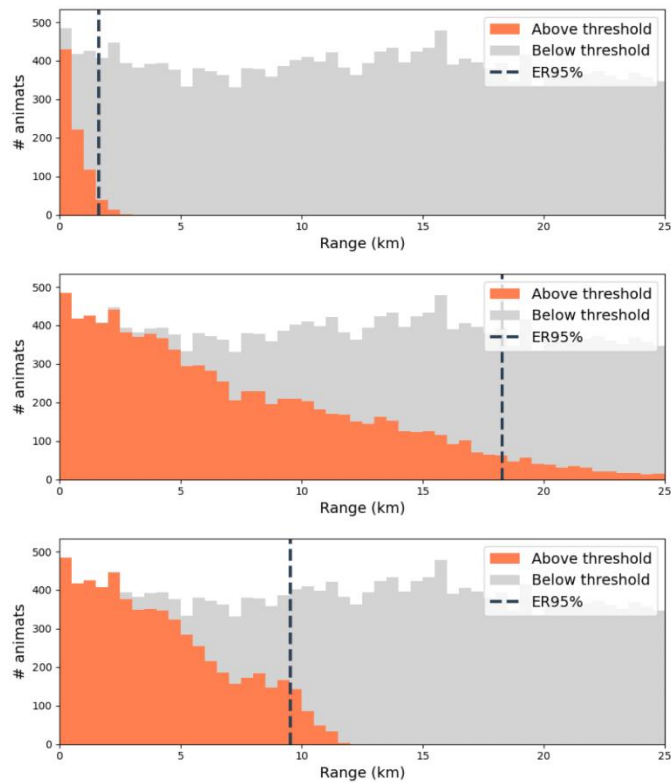 500
400
300
200
100
0
# animats
Above threshold
Below threshold
ER95%
0 5 10 15 20 25
Range (km)
500
400
300
200
100
0
# animats
Above threshold
Below threshold
ER95%
0 5 10 15 20 25
Range (km)
500
400
300
200
100
0
# animats
Above threshold
Below threshold
ER95%
0 5 10 15 20 25
Range (km)